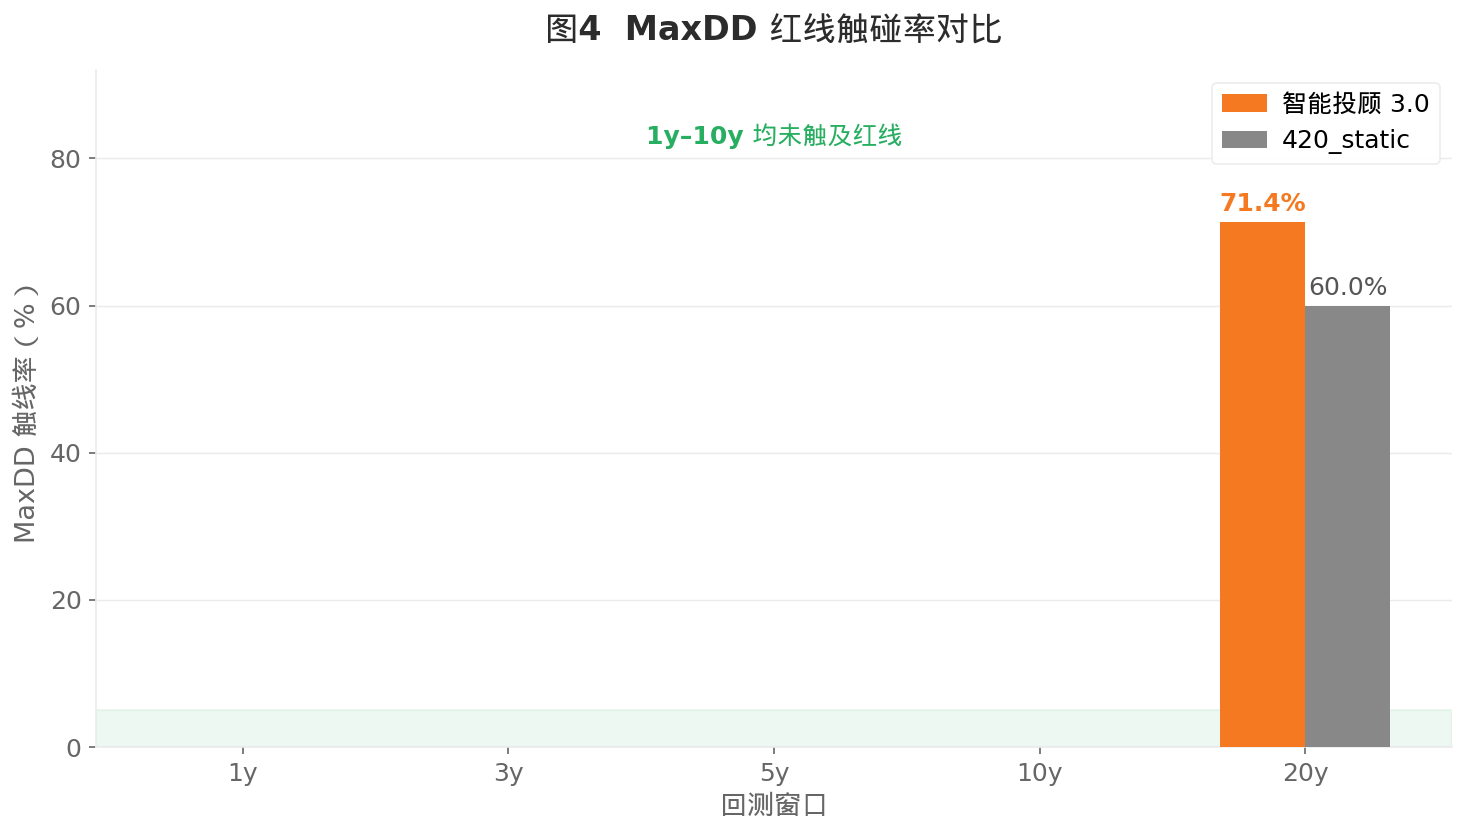 图4 MaxDD 红线触碰率对比
智能投顾 3.0
420_static
1y–10y 均未触及红线
71.4%
60.0%
MaxDD 触线率 (%)
80
60
40
20
0
1y 3y 5y 10y 20y
回测窗口